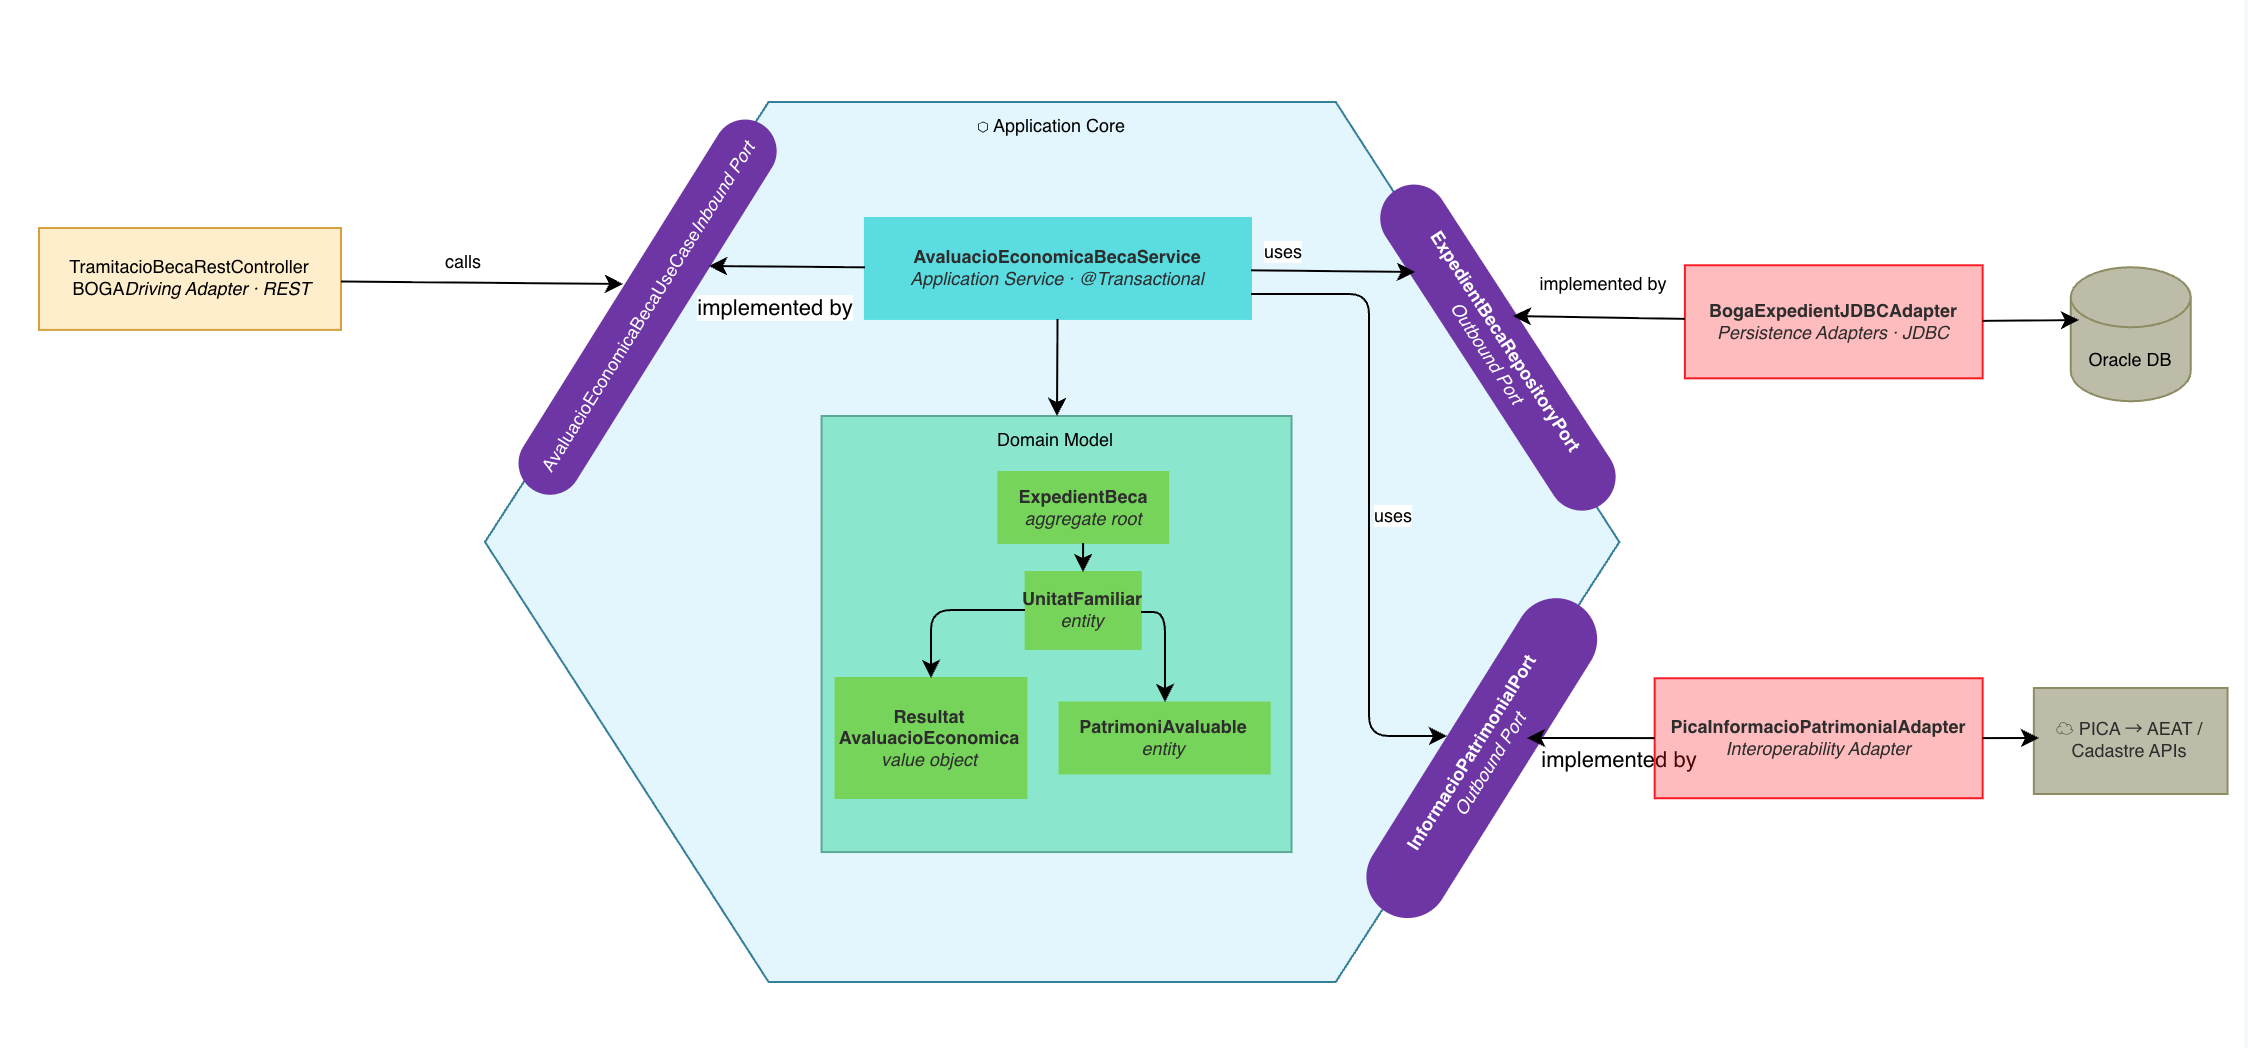 ⬡ Application Core
TramitacioBecaRestController
BOGADriving Adapter · REST
calls
AvaluacioEconomicaBecaUseCaseInbound Port
implemented by
AvaluacioEconomicaBecaService
Application Service · @Transactional
uses
ExpedientBecaRepositoryPort
Outbound Port
implemented by
BogaExpedientJDBCAdapter
Persistence Adapters · JDBC
Oracle DB
Domain Model
ExpedientBeca
aggregate root
UnitatFamiliar
entity
Resultat
AvaluacioEconomica
value object
PatrimoniAvaluable
entity
uses
InformacioPatrimonialPort
Outbound Port
implemented by
PicaInformacioPatrimonialAdapter
Interoperability Adapter
PICA → AEAT /
Cadastre APIs